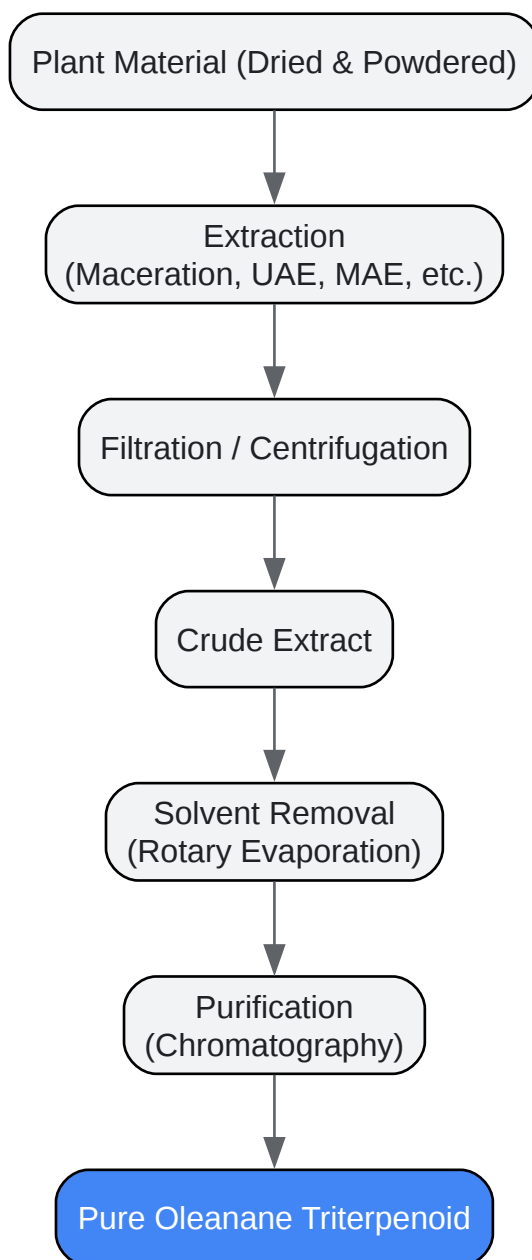 Plant Material (Dried & Powdered)
Extraction
(Maceration, UAE, MAE, etc.)
Filtration / Centrifugation
Crude Extract
Solvent Removal
(Rotary Evaporation)
Purification
(Chromatography)
Pure Oleanane Triterpenoid